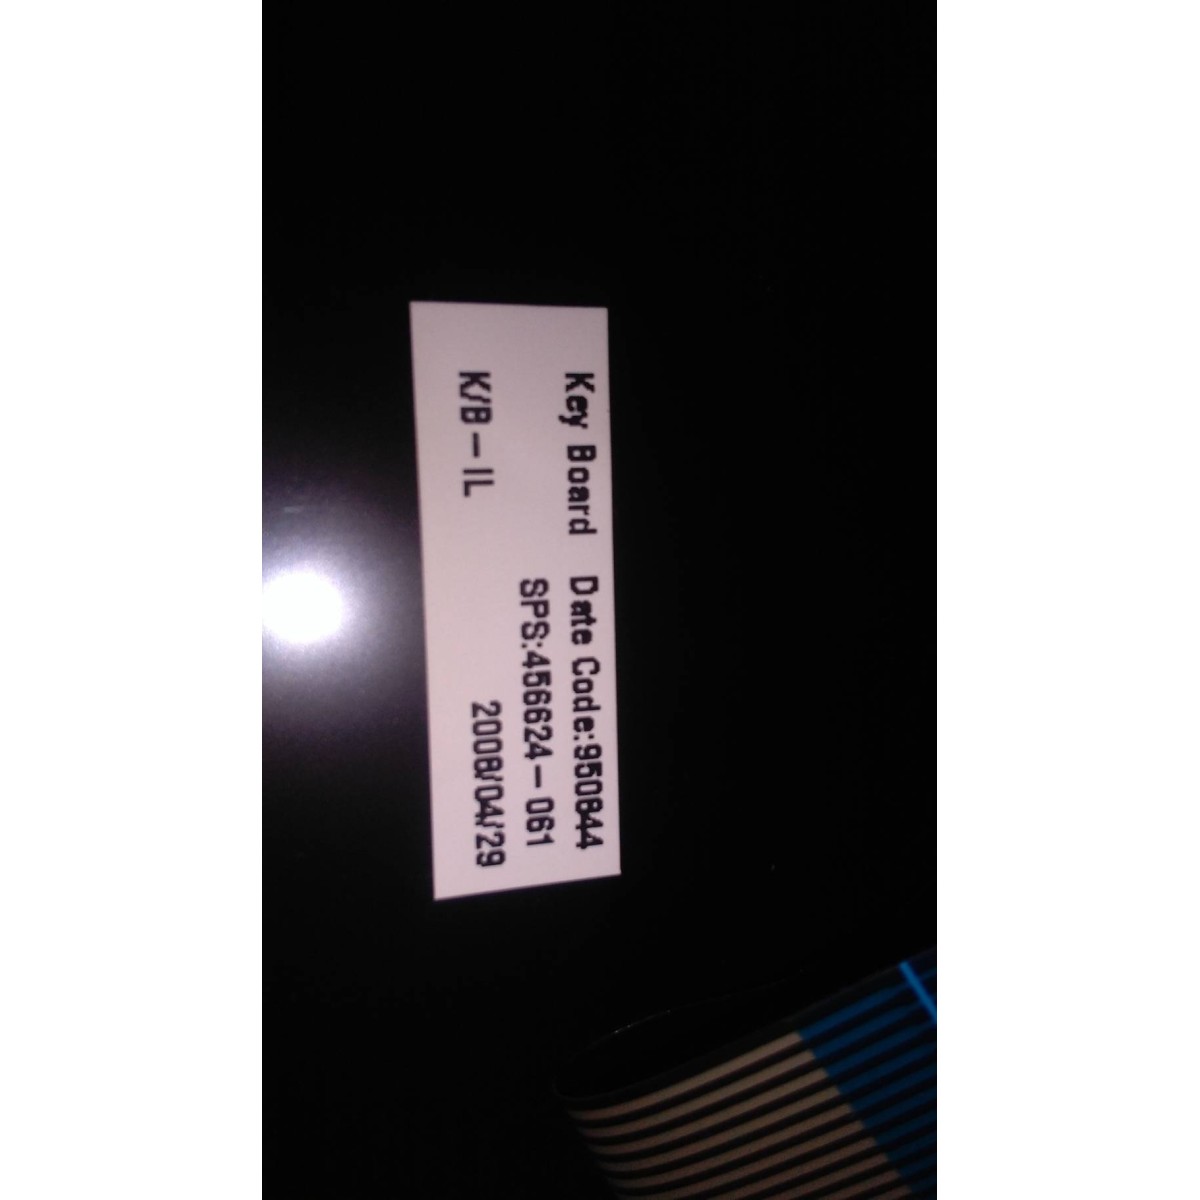 Key Board Date Code:950844
SPS:456624-061
K/B-IL 2008/04/29